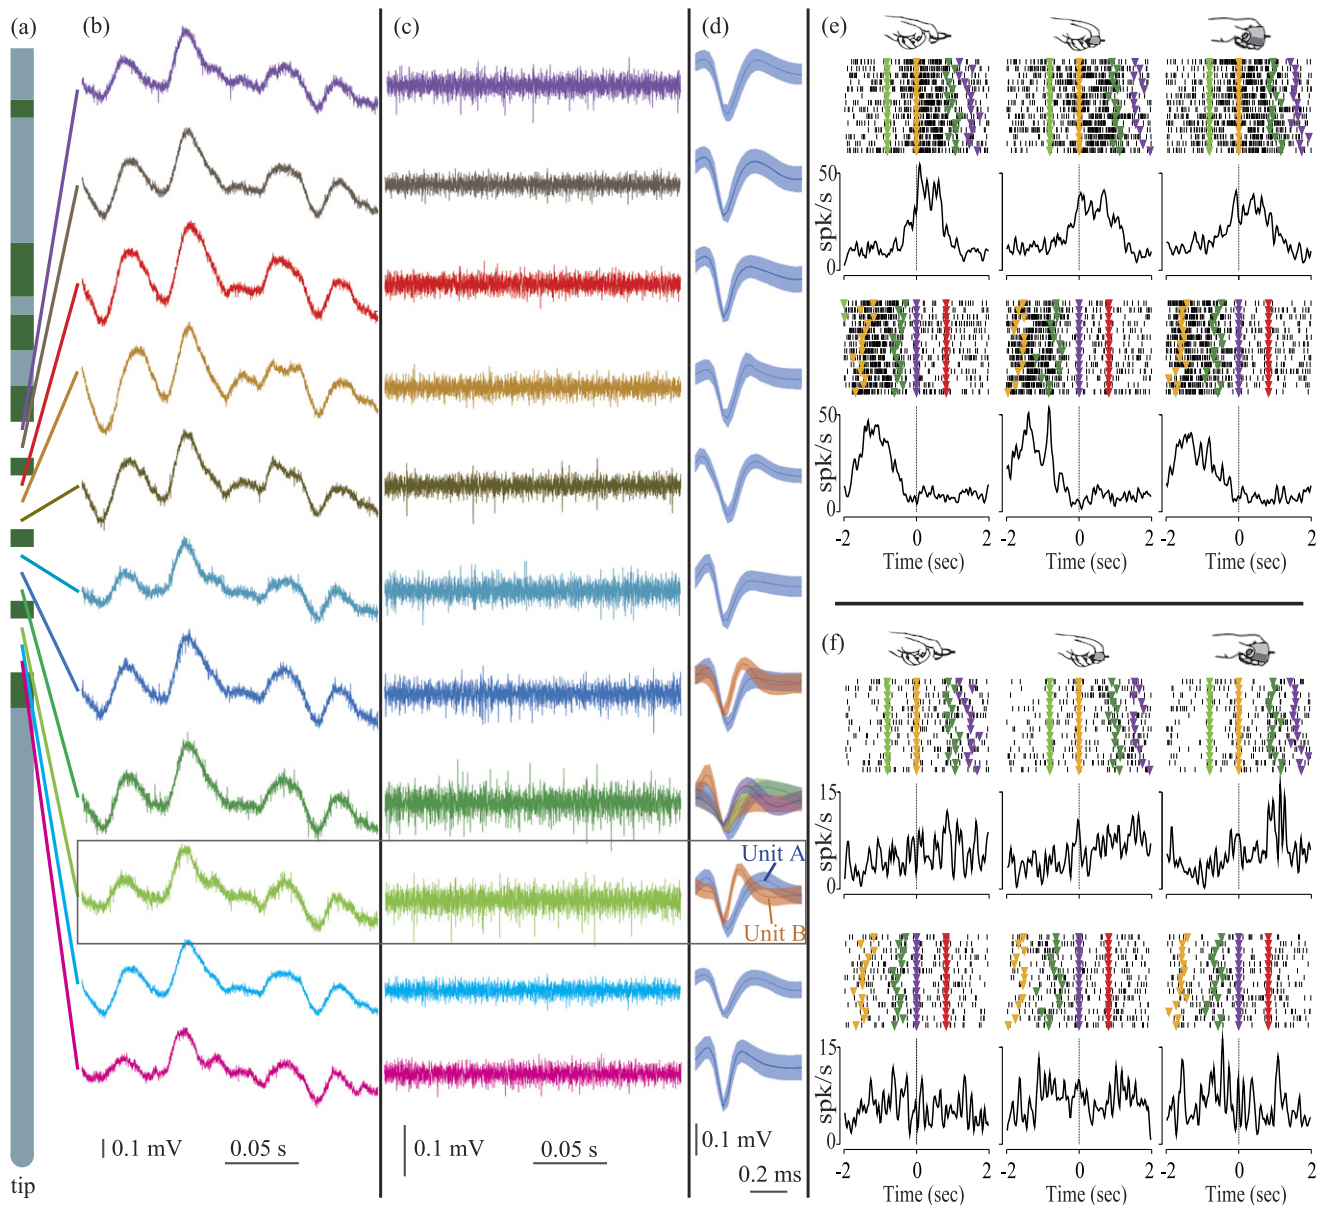 (a)
(b)
(c)
(d)
(e)
50
spk/s
0
50
spk/s
0
-2 0 2 -2 0 2 -2 0 2
Time (sec) Time (sec) Time (sec)
(f)
15
spk/s
0
Unit A
Unit B
15
spk/s
0
-2 0 2 -2 0 2 -2 0 2
Time (sec) Time (sec) Time (sec)
0.1 mV 0.05 s
0.1 mV 0.05 s
0.1 mV
0.2 ms
tip